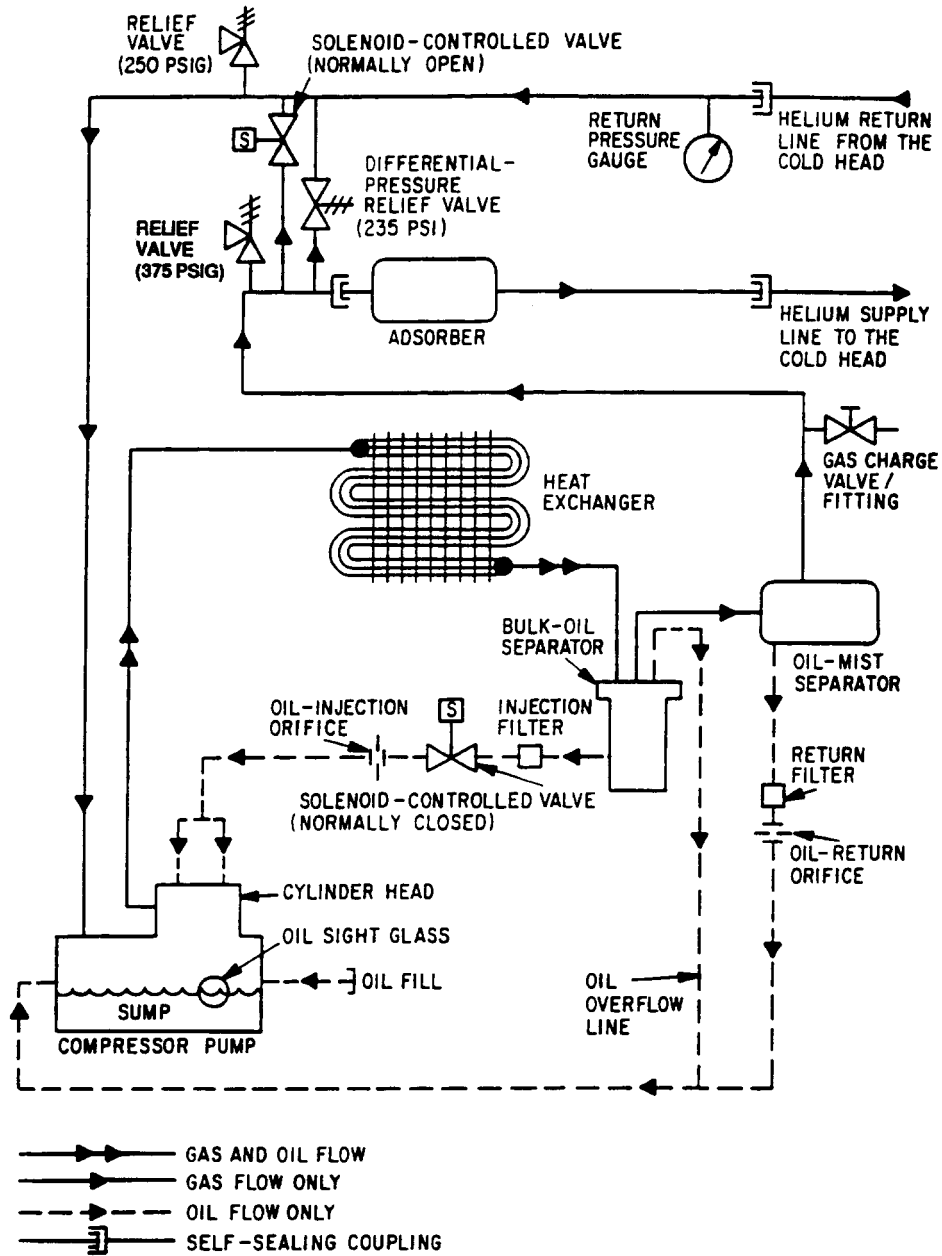 RELIEF
VALVE
(250 PSIG)
SOLENOID-CONTROLLED VALVE
(NORMALLY OPEN)
S
RETURN
PRESSURE
GAUGE
HELIUM RETURN
LINE FROM THE
COLD HEAD
DIFFERENTIAL-
PRESSURE
RELIEF VALVE
(235 PSI)
RELIEF
VALVE
(375 PSIG)
ADSORBER
HELIUM SUPPLY
LINE TO THE
COLD HEAD
GAS CHARGE
VALVE/
FITTING
HEAT
EXCHANGER
BULK-OIL
SEPARATOR
OIL-MIST
SEPARATOR
OIL-INJECTION
ORIFICE
S
INJECTION
FILTER
SOLENOID-CONTROLLED VALVE
(NORMALLY CLOSED)
RETURN
FILTER
OIL-RETURN
ORIFICE
CYLINDER HEAD
OIL SIGHT GLASS
OIL FILL
SUMP
COMPRESSOR PUMP
OIL
OVERFLOW
LINE
GAS AND OIL FLOW
GAS FLOW ONLY
OIL FLOW ONLY
SELF-SEALING COUPLING